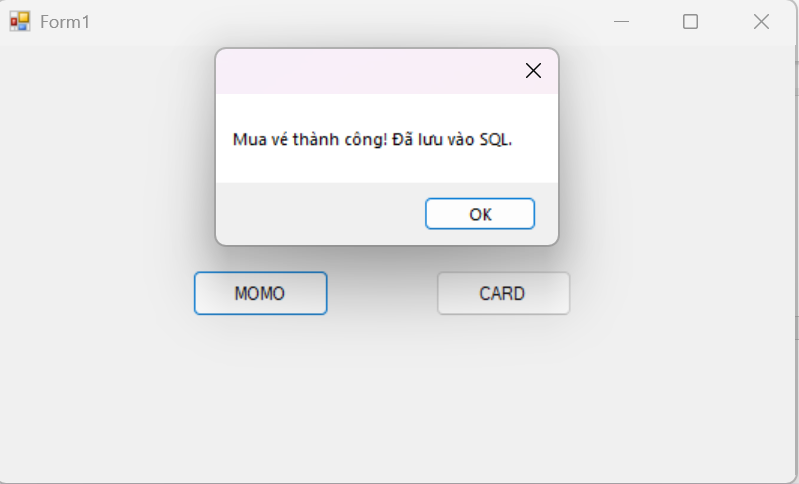 Form1
Mua vé thành công! Đã lưu vào SQL.
OK
MOMO CARD